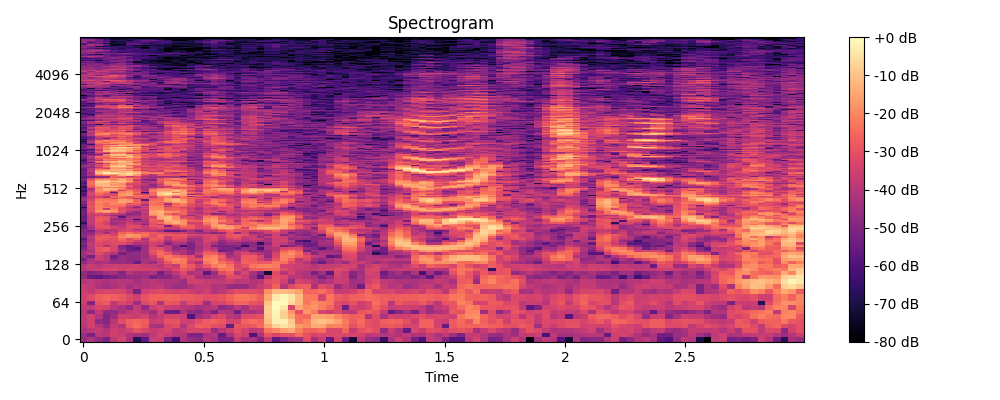 Spectrogram
Hz
4096
2048
1024
512
256
128
64
0
0
0.5
1
1.5
2
2.5
Time
+0 dB
-10 dB
-20 dB
-30 dB
-40 dB
-50 dB
-60 dB
-70 dB
-80 dB